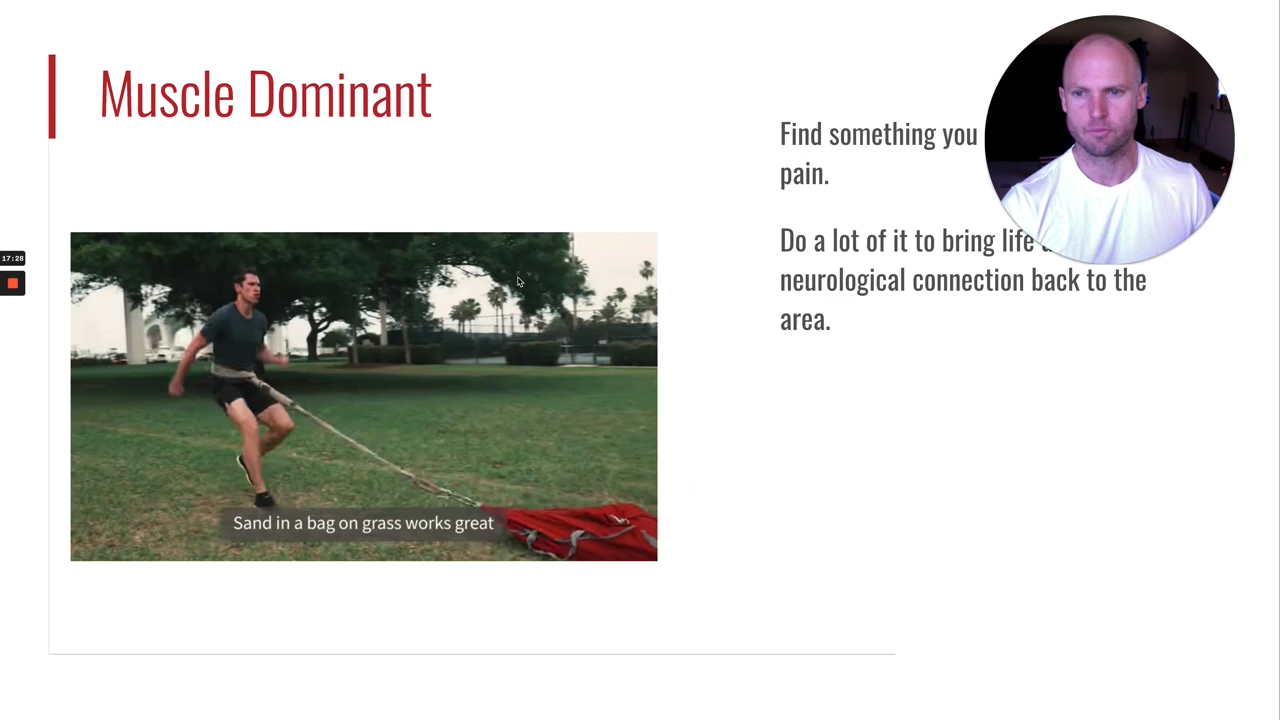 Muscle Dominant
Find something you
pain.
Do a lot of it to bring life
neurological connection back to the
area.
17:28
Sand in a bag on grass works great